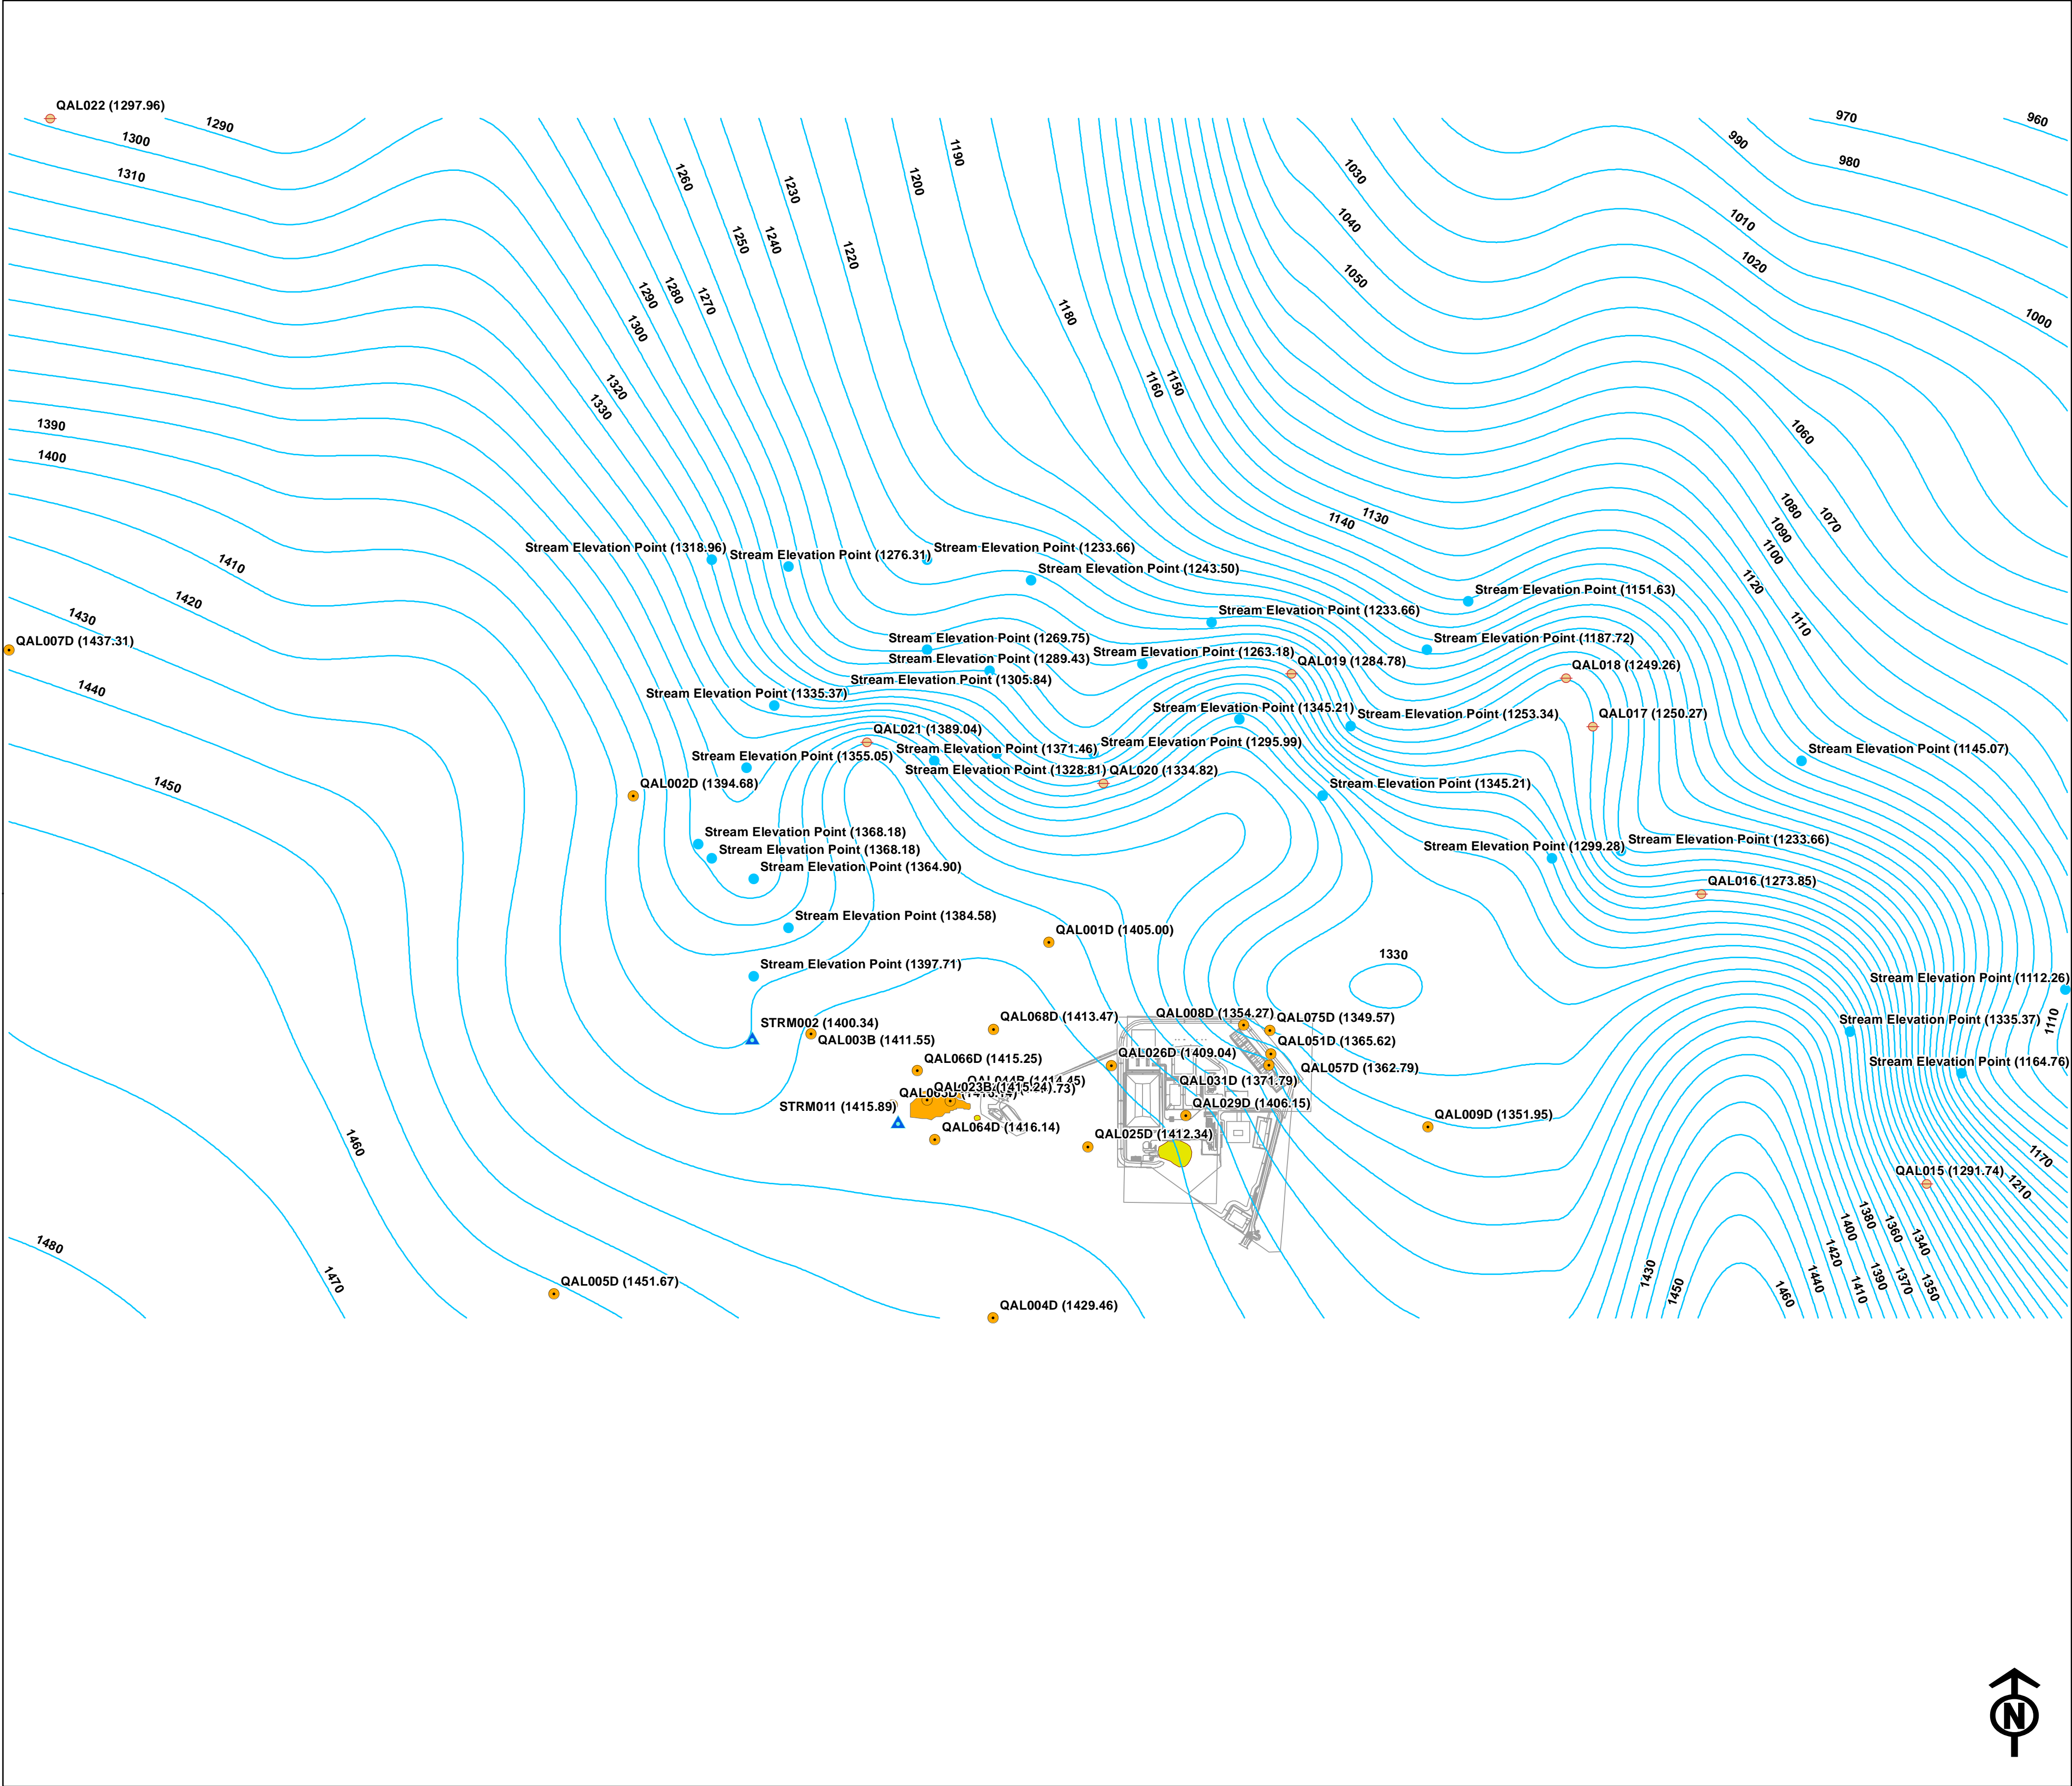 QAL022 (1297.96)
1290
1300
1310
970
960
990
980
1190
1260
1230
1200
1030
1010
1040
1250
1240
1220
1020
1050
1290
1280
1270
1180
1300
1000
1160
1150
1320
1330
1390
1400
1060
1140
1130
1080
1070
1090
1100
1120
1110
1410
1420
1430
1440
1450
Stream Elevation Point (1318.96)
Stream Elevation Point (1276.31)
Stream Elevation Point (1233.66)
Stream Elevation Point (1243.50)
Stream Elevation Point (1151.63)
Stream Elevation Point (1233.66)
QAL007D (1437.31)
Stream Elevation Point (1269.75)
Stream Elevation Point (1187.72)
Stream Elevation Point (1263.18)
Stream Elevation Point (1289.43)
QAL019 (1284.78)
QAL018 (1249.26)
Stream Elevation Point (1305.84)
Stream Elevation Point (1335.37)
Stream Elevation Point (1345.21)
Stream Elevation Point (1253.34)
QAL017 (1250.27)
QAL021 (1389.04)
Stream Elevation Point (1295.99)
Stream Elevation Point (1371.46)
Stream Elevation Point (1145.07)
Stream Elevation Point (1355.05)
Stream Elevation Point (1328.81)
QAL020 (1334.82)
QAL002D (1394.68)
Stream Elevation Point (1345.21)
Stream Elevation Point (1368.18)
Stream Elevation Point (1368.18)
Stream Elevation Point (1299.28)
Stream Elevation Point (1233.66)
Stream Elevation Point (1364.90)
QAL016 (1273.85)
Stream Elevation Point (1384.58)
QAL001D (1405.00)
1330
Stream Elevation Point (1397.71)
Stream Elevation Point (1112.26)
1110
STRM002 (1400.34)
QAL003B (1411.55)
QAL068D (1413.47)
QAL008D (1354.27)
QAL075D (1349.57)
Stream Elevation Point (1335.37)
QAL051D (1365.62)
QAL026D (1409.04)
QAL066D (1415.25)
QAL057D (1362.79)
Stream Elevation Point (1164.76)
QAL044B (1414.45)
QAL031D (1371.79)
QAL023B (1415.24)
STRM011 (1415.89)
QAL029D (1406.15)
QAL009D (1351.95)
QAL064D (1416.14)
QAL025D (1412.34)
1460
1170
QAL015 (1291.74)
1210
1380
1400
1360
1340
1420
1480
1470
1430
1450
1460
1440
1410
1390
1370
1350
QAL005D (1451.67)
QAL004D (1429.46)
N